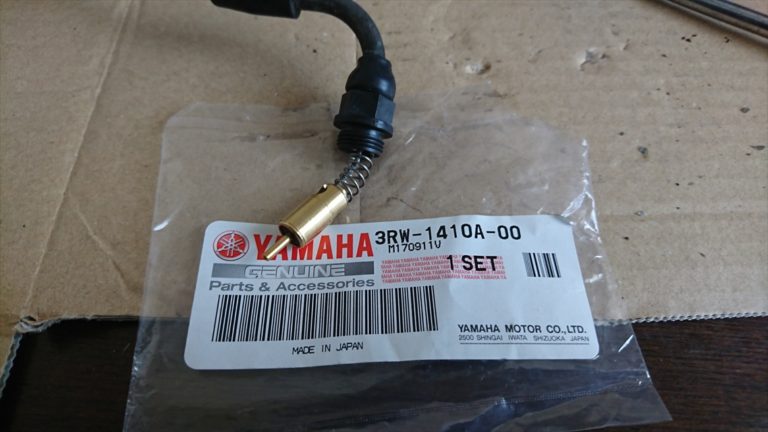 YAMAHA
GENUINE
Parts & Accessories
3RW-1410A-00
M170911V
1 SET
MADE IN JAPAN
YAMAHA MOTOR CO.,LTD.
2500 SHINGAI IWATA SHIZUOKA JAPAN